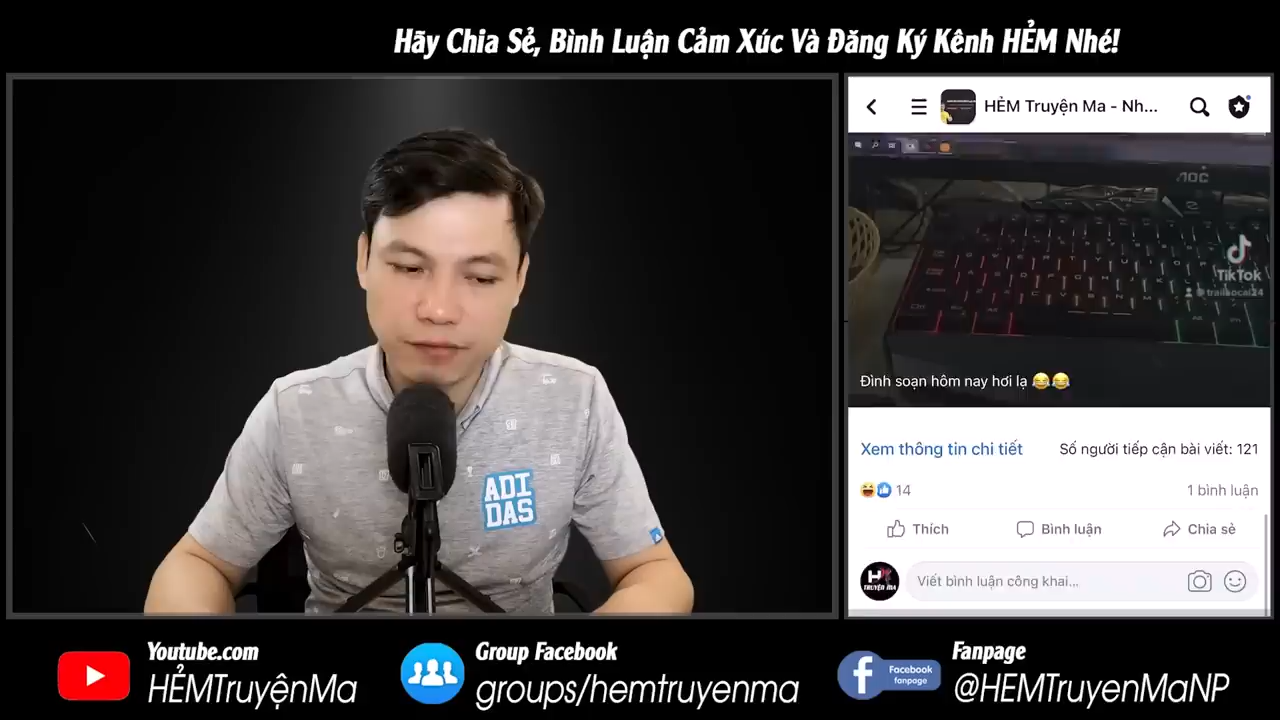 Hãy Chia Sẻ, Bình Luận Cảm Xúc Và Đăng Ký Kênh HẺM Nhé!
HẺM Truyện Ma - Nh...
AOC
TikTok
ADI
DAS
Đình soạn hôm nay hơi lạ 😂😂
Xem thông tin chi tiết
Số người tiếp cận bài viết: 121
14
1 bình luận
Thích
Bình luận
Chia sẻ
TRUYỆN MA
Viết bình luận công khai...
Youtube.com
HẺMTruyệnMa
Group Facebook
groups/hemtruyenma
Facebook
fanpage
Fanpage
@HEMTruyenMaNP